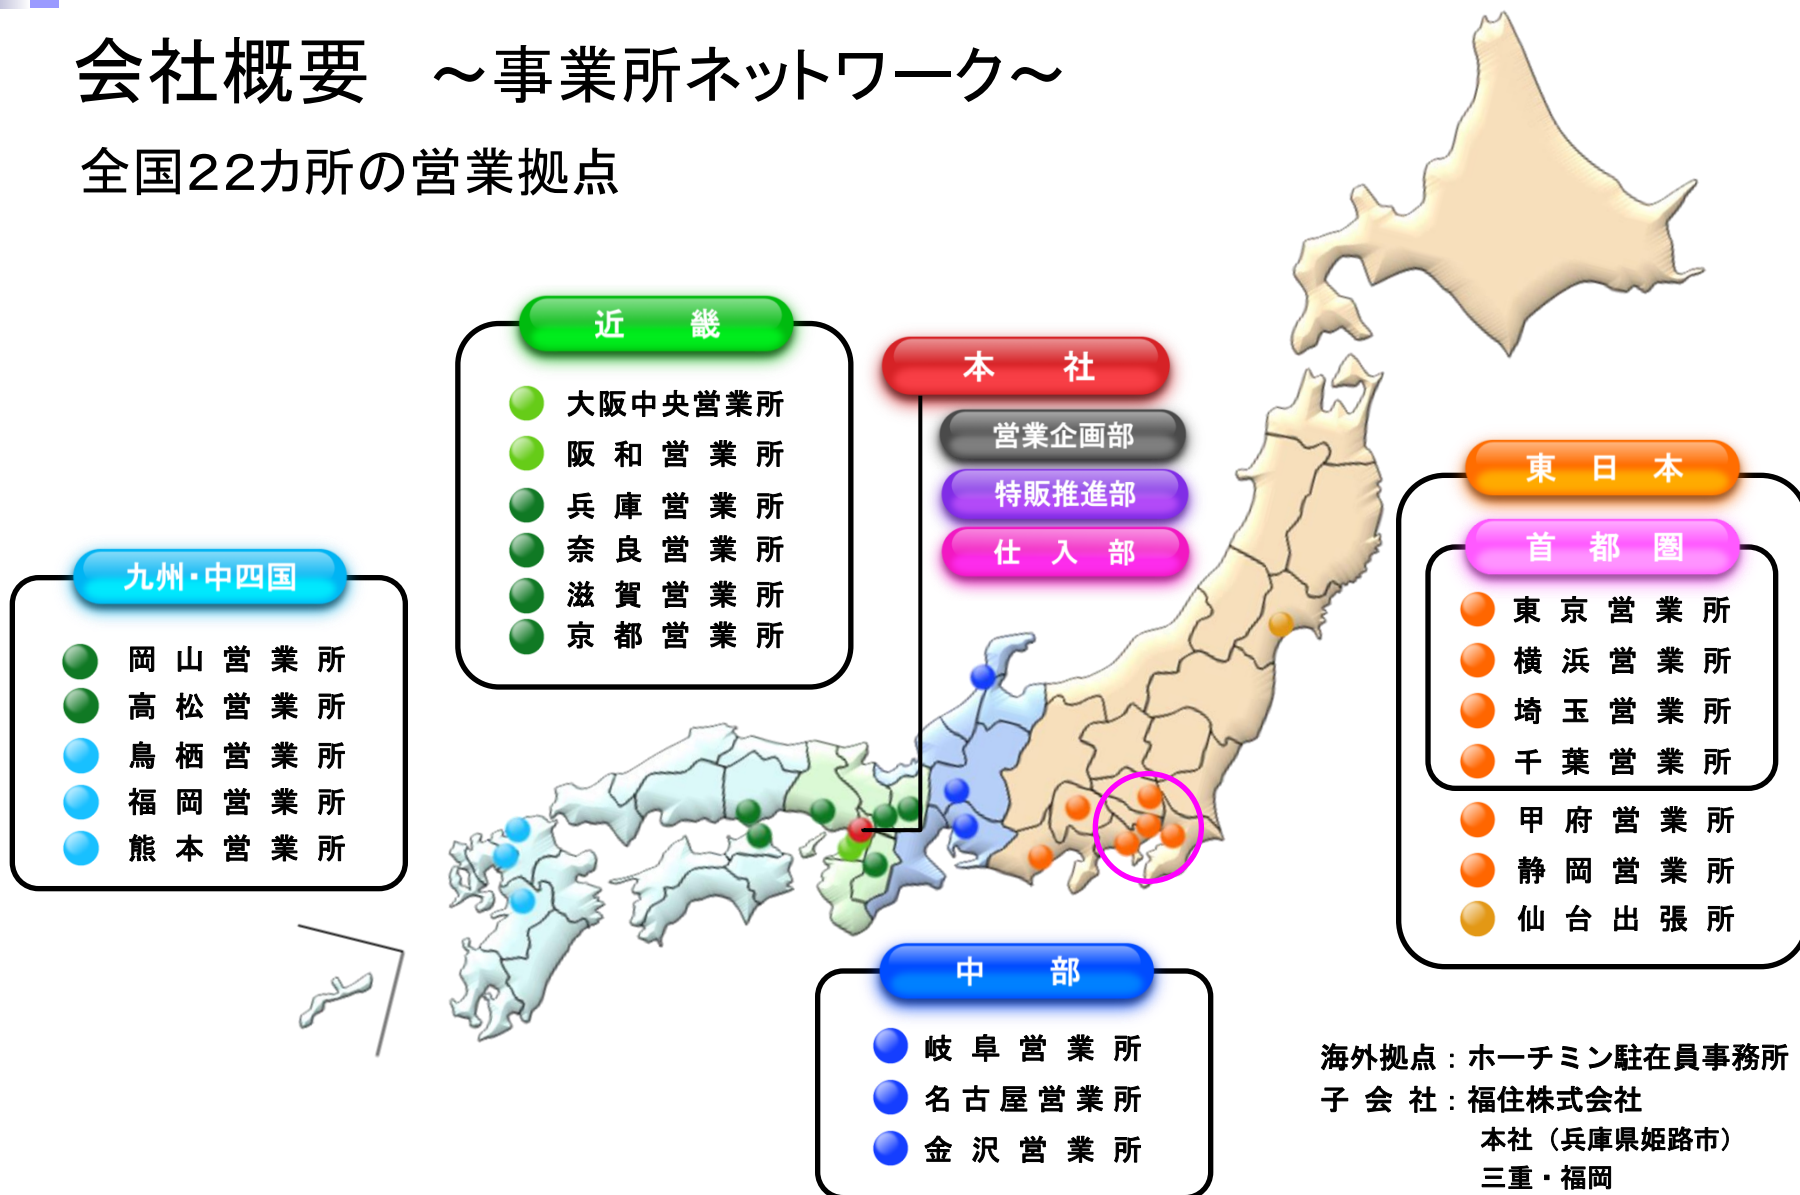 会社概要　～事業所ネットワーク～
全国２２カ所の営業拠点
近畿
大阪中央営業所
阪和営業所
兵庫営業所
奈良営業所
滋賀営業所
京都営業所
本社
営業企画部
特販推進部
仕入部
東日本
首都圏
東京営業所
横浜営業所
埼玉営業所
千葉営業所
甲府営業所
静岡営業所
仙台出張所
九州・中四国
岡山営業所
高松営業所
鳥栖営業所
福岡営業所
熊本営業所
中部
岐阜営業所
名古屋営業所
金沢営業所
海外拠点：ホーチミン駐在員事務所
子会社：福住株式会社
本社（兵庫県姫路市）
三重・福岡